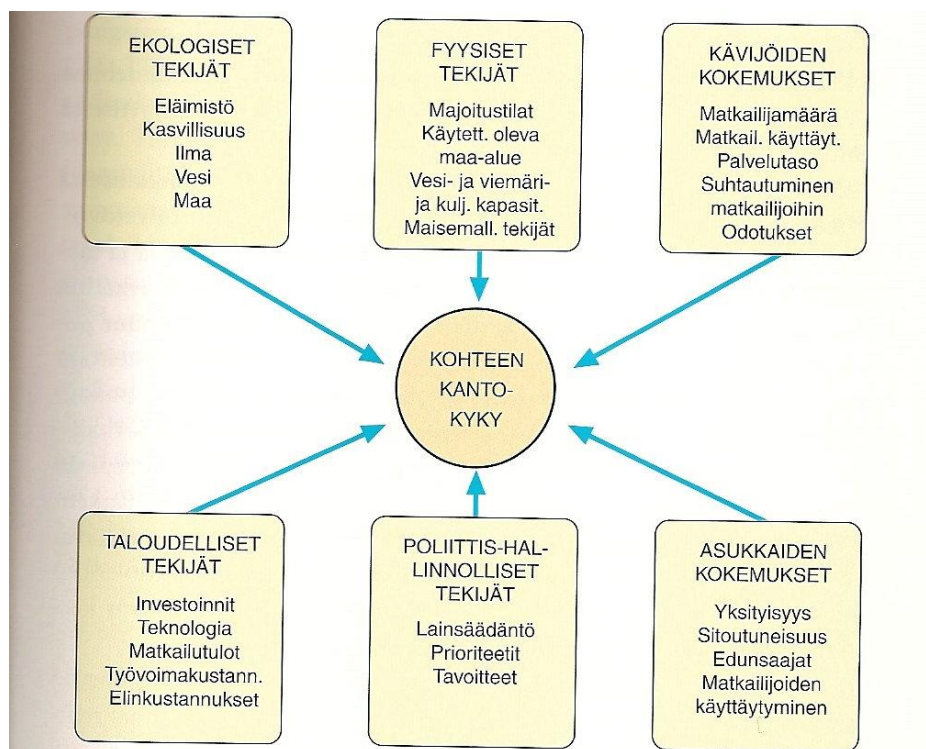 EKOLOGISET
TEKIJÄT
Eläimistö
Kasvillisuus
Ilma
Vesi
Maa
FYYSISET
TEKIJÄT
Majoitustilat
Käytett. oleva
maa-alue
Vesi- ja viemäri-
ja kulj. kapasit.
Maisemall. tekijät
KÄVIJÖIDEN
KOKEMUKSET
Matkailijamäärä
Matkail. käyttäyt.
Palvelutaso
Suhtautuminen
matkailijoihin
Odotukset
KOHTEEN
KANTO-
KYKY
TALOUDELLISET
TEKIJÄT
Investoinnit
Teknologia
Matkailutulot
Työvoimakustann.
Elinkustannukset
POLIITTIS-HAL-
LINNOLLISET
TEKIJÄT
Lainsäädäntö
Prioriteetit
Tavoitteet
ASUKKAIDEN
KOKEMUKSET
Yksityisyys
Sitoutuneisuus
Edunsaajat
Matkailijoiden
käyttäytyminen